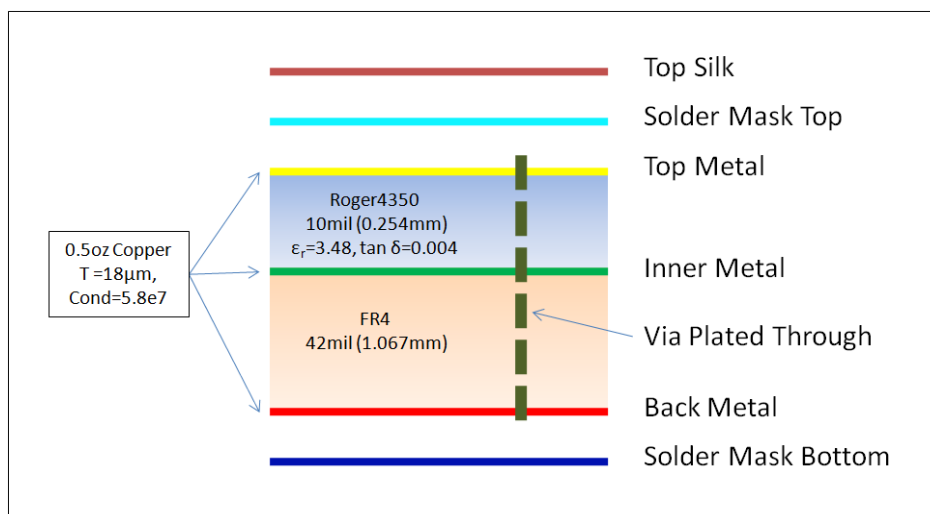 Top Silk
Solder Mask Top
Top Metal
Roger4350
10mil (0.254mm)
εr=3.48, tan δ=0.004
0.5oz Copper
T =18μm,
Cond=5.8e7
Inner Metal
FR4
42mil (1.067mm)
Via Plated Through
Back Metal
Solder Mask Bottom